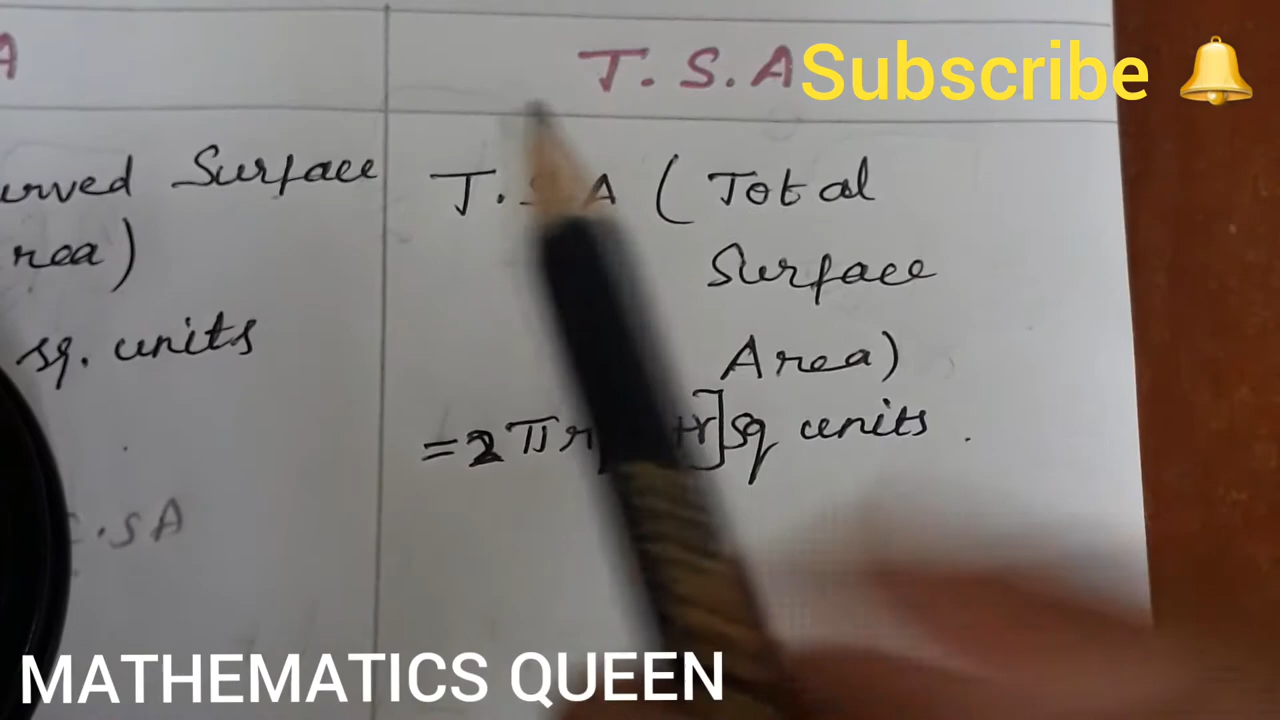 A
T.S.A
Subscribe 🔔
urved Surface
rea)
sq. units
T.S.A (Total
Surface
Area)
=2πr +r] sq units.
C.SA
MATHEMATICS QUEEN